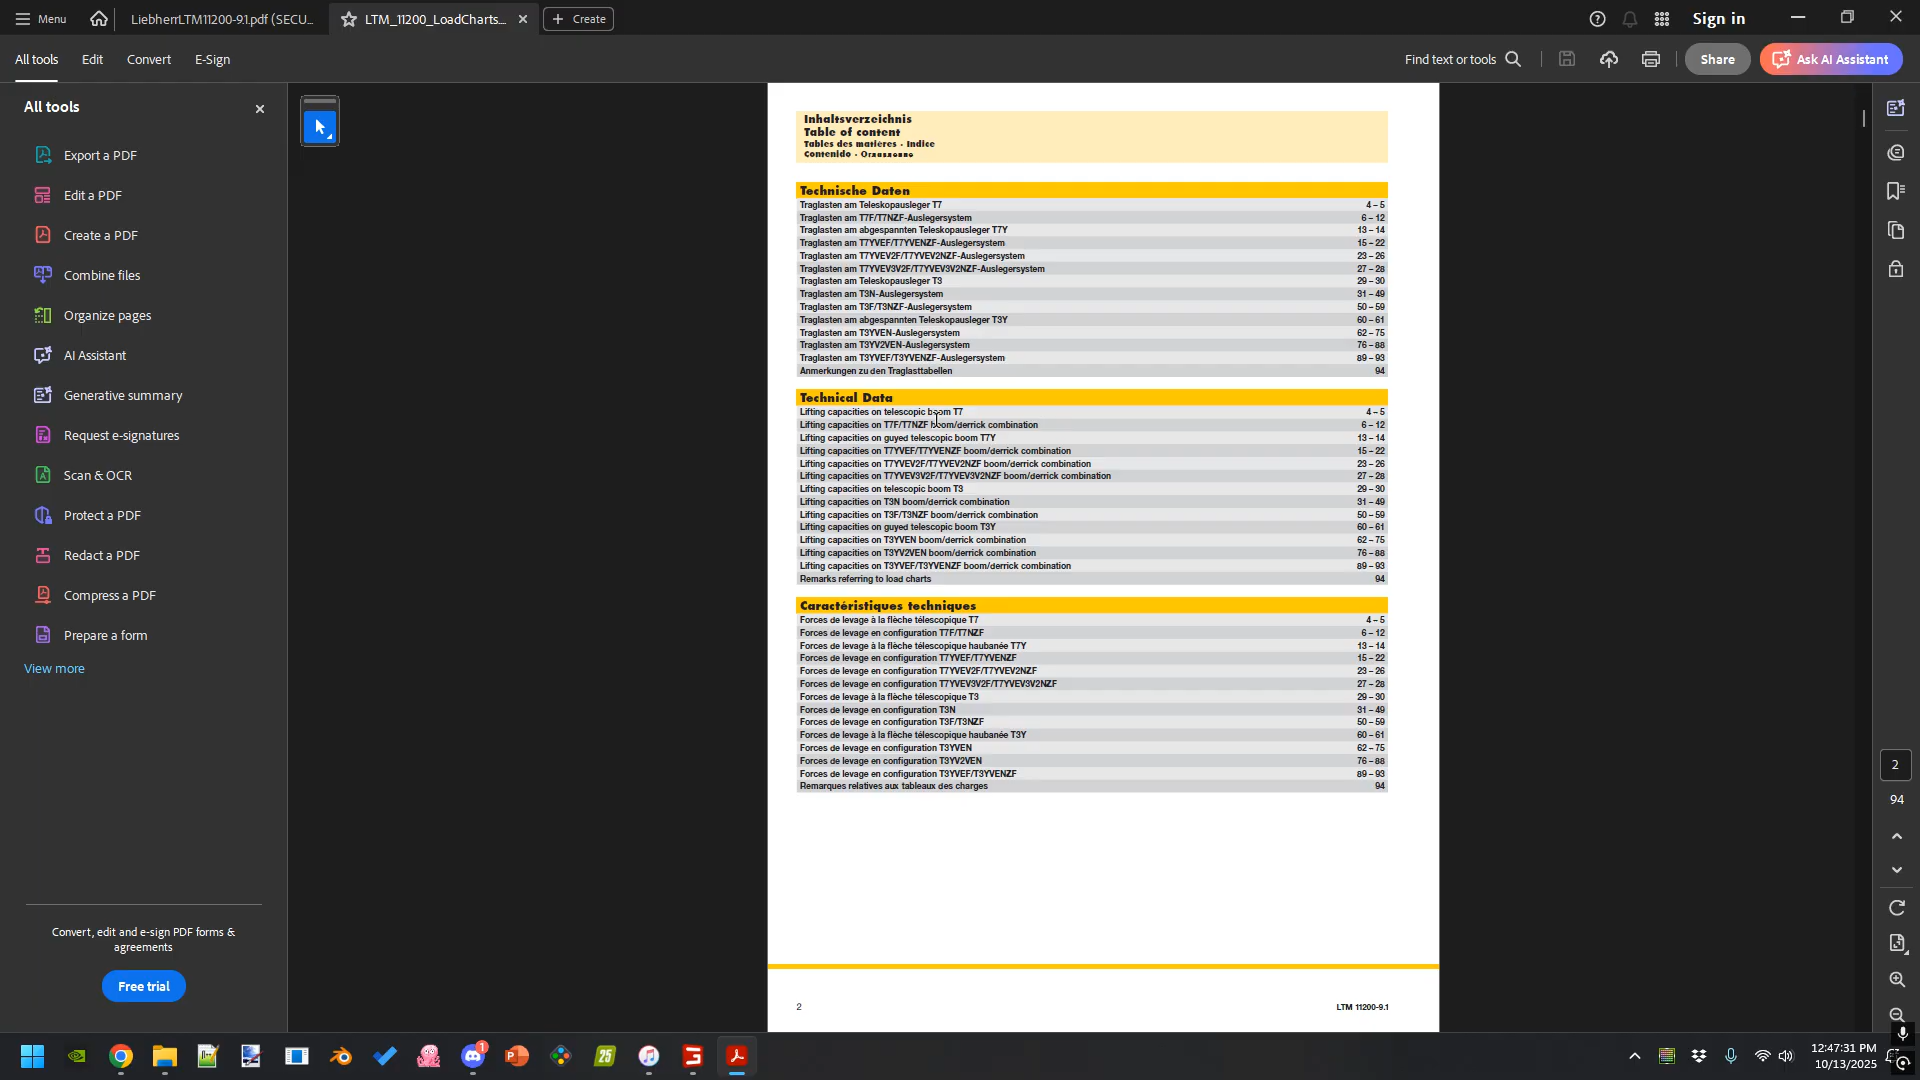 Menu
LiebherrLTM11200-9.1.pdf (SECU...
LTM_11200_LoadCharts...
Create
Sign in
All tools
Edit
Convert
E-Sign
Find text or tools
Share
Ask AI Assistant
All tools
Export a PDF
Edit a PDF
Create a PDF
Combine files
Organize pages
AI Assistant
Generative summary
Request e-signatures
Scan & OCR
Protect a PDF
Redact a PDF
Compress a PDF
Prepare a form
View more
Convert, edit and e-sign PDF forms &
agreements
Free trial
Inhaltsverzeichnis
Table of content
Tables des matières · Indice
Contenido ·
Technische Daten
Traglasten am Teleskopausleger T7 4 – 5
Traglasten am T7F/T7NZF-Auslegersystem 6 – 12
Traglasten am abgespannten Teleskopausleger T7Y 13 – 14
Traglasten am T7YVEF/T7YVENZF-Auslegersystem 15 – 22
Traglasten am T7YVEV2F/T7YVEV2NZF-Auslegersystem 23 – 26
Traglasten am T7YVEV3V2F/T7YVEV3V2NZF-Auslegersystem 27 – 28
Traglasten am Teleskopausleger T3 29 – 30
Traglasten am T3N-Auslegersystem 31 – 49
Traglasten am T3F/T3NZF-Auslegersystem 50 – 59
Traglasten am abgespannten Teleskopausleger T3Y 60 – 61
Traglasten am T3YVEN-Auslegersystem 62 – 75
Traglasten am T3YV2VEN-Auslegersystem 76 – 88
Traglasten am T3YVEF/T3YVENZF-Auslegersystem 89 – 93
Anmerkungen zu den Traglasttabellen 94
Technical Data
Lifting capacities on telescopic boom T7 4 – 5
Lifting capacities on T7F/T7NZF boom/derrick combination 6 – 12
Lifting capacities on guyed telescopic boom T7Y 13 – 14
Lifting capacities on T7YVEF/T7YVENZF boom/derrick combination 15 – 22
Lifting capacities on T7YVEV2F/T7YVEV2NZF boom/derrick combination 23 – 26
Lifting capacities on T7YVEV3V2F/T7YVEV3V2NZF boom/derrick combination 27 – 28
Lifting capacities on telescopic boom T3 29 – 30
Lifting capacities on T3N boom/derrick combination 31 – 49
Lifting capacities on T3F/T3NZF boom/derrick combination 50 – 59
Lifting capacities on guyed telescopic boom T3Y 60 – 61
Lifting capacities on T3YVEN boom/derrick combination 62 – 75
Lifting capacities on T3YV2VEN boom/derrick combination 76 – 88
Lifting capacities on T3YVEF/T3YVENZF boom/derrick combination 89 – 93
Remarks referring to load charts 94
Caractéristiques techniques
Forces de levage à la flèche télescopique T7 4 – 5
Forces de levage en configuration T7F/T7NZF 6 – 12
Forces de levage à la flèche télescopique haubanée T7Y 13 – 14
Forces de levage en configuration T7YVEF/T7YVENZF 15 – 22
Forces de levage en configuration T7YVEV2F/T7YVEV2NZF 23 – 26
Forces de levage en configuration T7YVEV3V2F/T7YVEV3V2NZF 27 – 28
Forces de levage à la flèche télescopique T3 29 – 30
Forces de levage en configuration T3N 31 – 49
Forces de levage en configuration T3F/T3NZF 50 – 59
Forces de levage à la flèche télescopique haubanée T3Y 60 – 61
Forces de levage en configuration T3YVEN 62 – 75
Forces de levage en configuration T3YV2VEN 76 – 88
Forces de levage en configuration T3YVEF/T3YVENZF 89 – 93
Remarques relatives aux tableaux des charges 94
2 LTM 11200-9.1
2
94
25
1
12:47:31 PM
10/13/2025